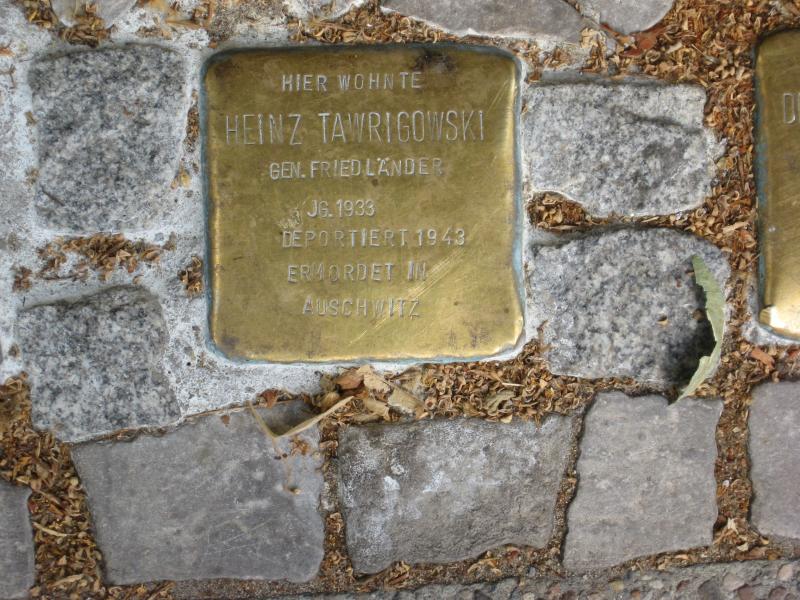 HIER WOHNTE
HEINZ TAWRIGOWSKI
GEN. FRIEDLÄNDER
JG. 1933
DEPORTIERT 1943
ERMORDET IN
AUSCHWITZ